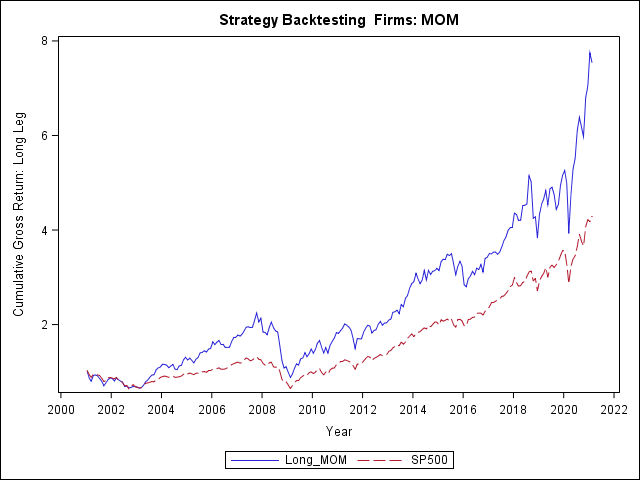 Strategy Backtesting  Firms: MOM
Cumulative Gross Return: Long Leg
8
6
4
2
2000 2002 2004 2006 2008 2010 2012 2014 2016 2018 2020 2022
Year
Long_MOM SP500